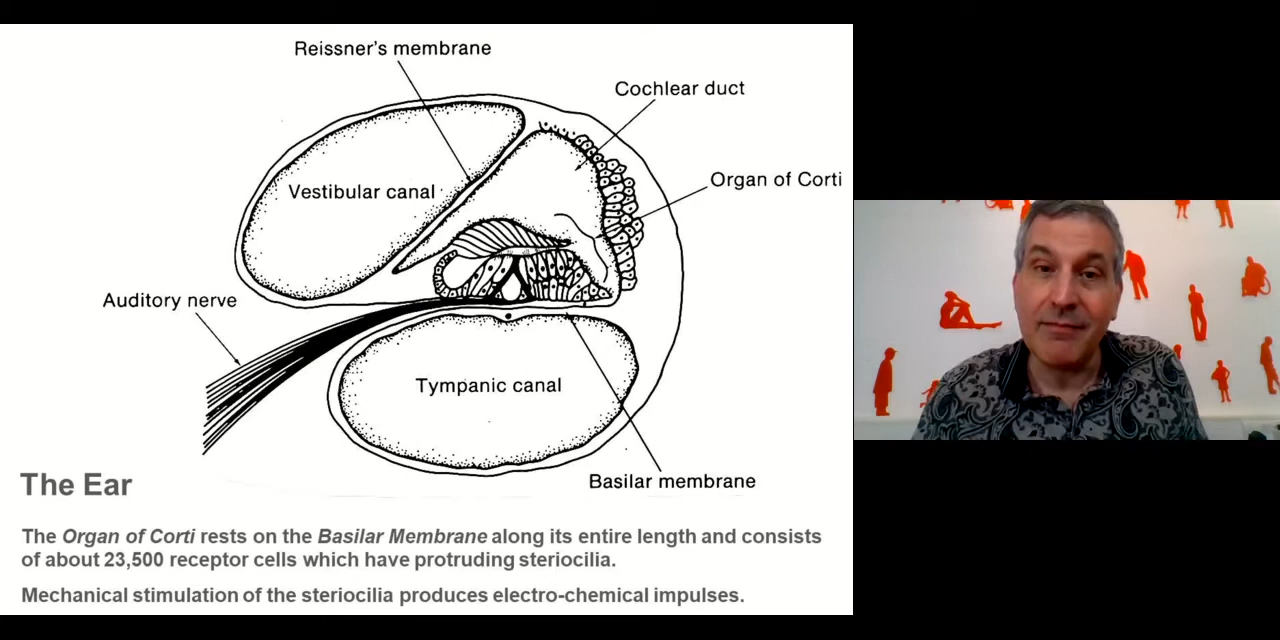 Reissner's membrane
Cochlear duct
Organ of Corti
Vestibular canal
Auditory nerve
Tympanic canal
Basilar membrane
The Ear
The Organ of Corti rests on the Basilar Membrane along its entire length and consists
of about 23,500 receptor cells which have protruding steriocilia.
Mechanical stimulation of the steriocilia produces electro-chemical impulses.